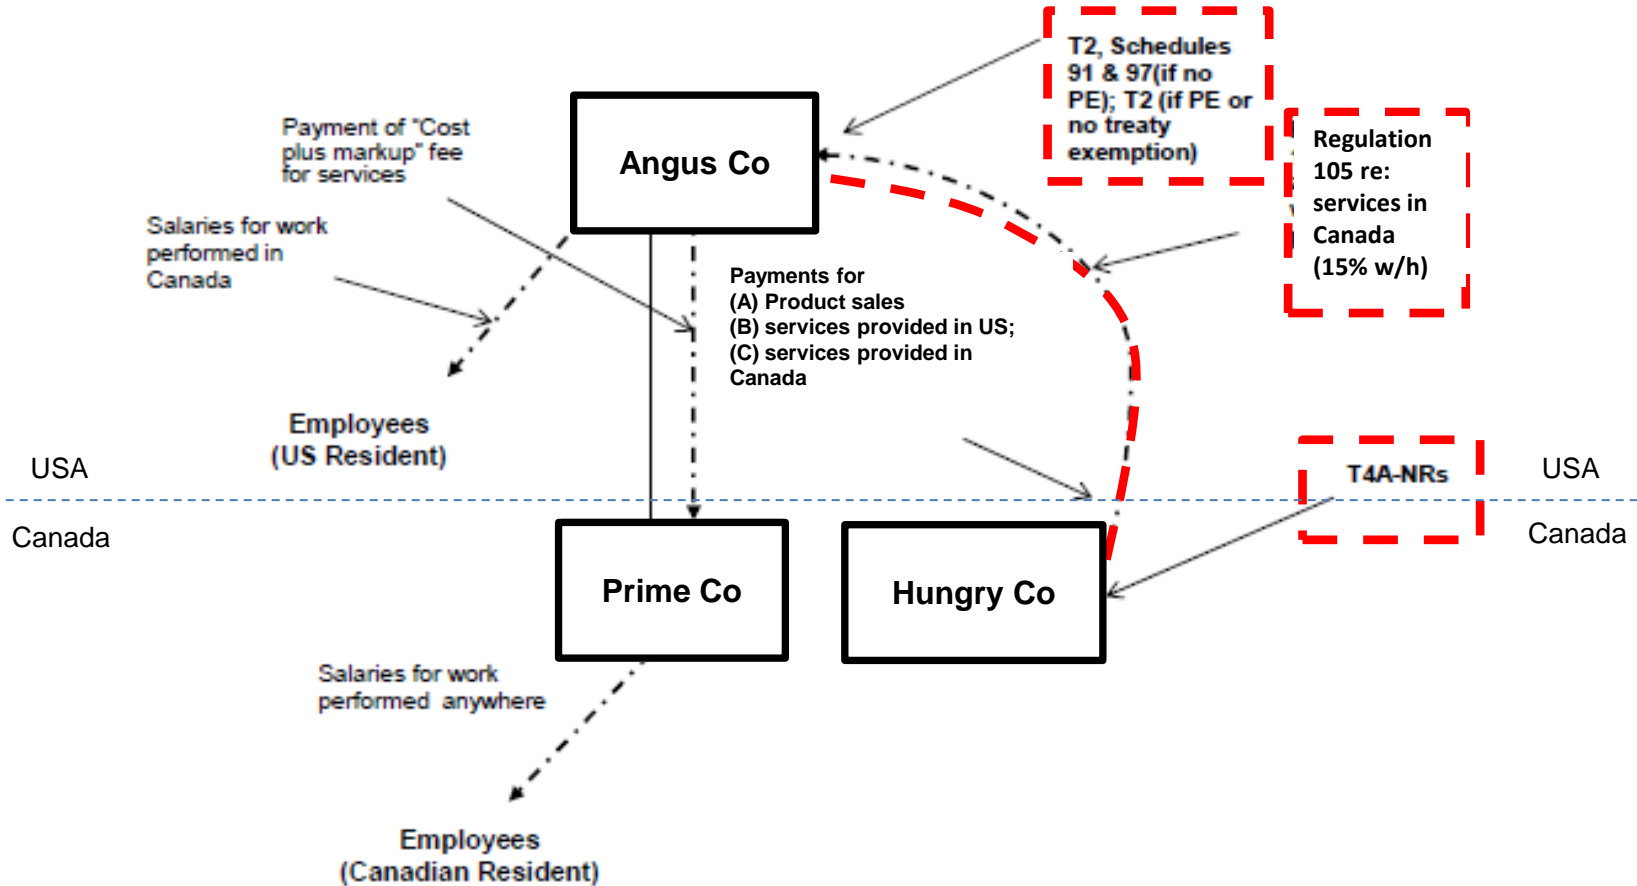 T2, Schedules
91 & 97(if no
PE); T2 (if PE or
no treaty
exemption)
Payment of "Cost
plus markup" fee
for services
Angus Co
Regulation
105 re:
services in
Canada
(15% w/h)
Salaries for work
performed in
Canada
Payments for
(A) Product sales
(B) services provided in US;
(C) services provided in
Canada
Employees
(US Resident)
USA
T4A-NRs
USA
Canada
Canada
Prime Co
Hungry Co
Salaries for work
performed anywhere
Employees
(Canadian Resident)